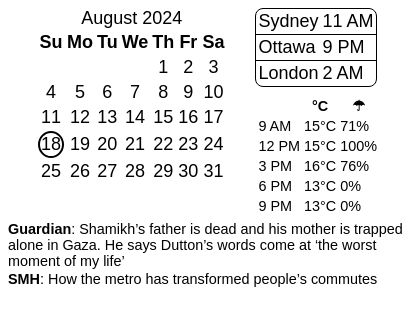 August 2024
Su Mo Tu We Th Fr Sa
1 2 3
4 5 6 7 8 9 10
11 12 13 14 15 16 17
18 19 20 21 22 23 24
25 26 27 28 29 30 31
Sydney 11 AM
Ottawa 9 PM
London 2 AM
°C ☂
9 AM 15°C 71%
12 PM 15°C 100%
3 PM 16°C 76%
6 PM 13°C 0%
9 PM 13°C 0%
Guardian: Shamikh’s father is dead and his mother is trapped
alone in Gaza. He says Dutton’s words come at ‘the worst
moment of my life’
SMH: How the metro has transformed people’s commutes